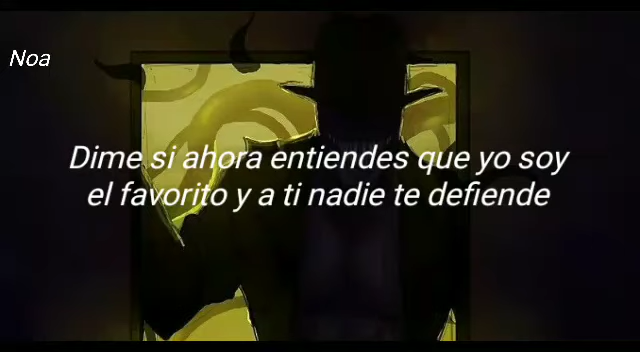 Noa
Dime si ahora entiendes que yo soy
el favorito y a ti nadie te defiende